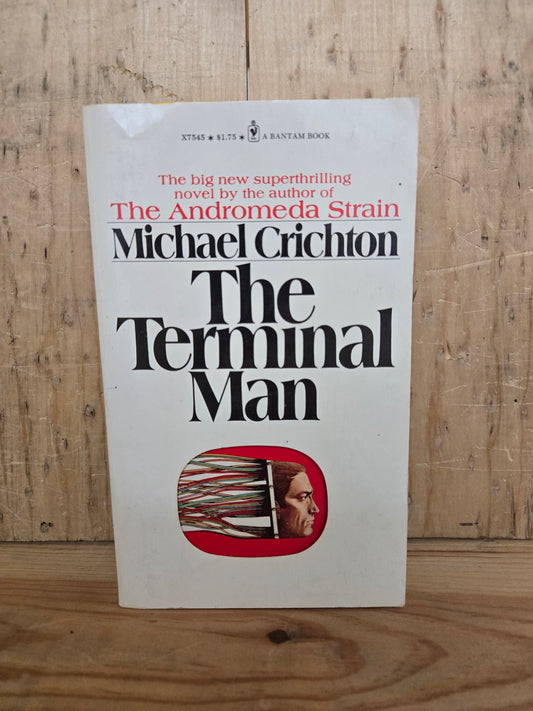 X7545 * $1.75 * A BANTAM BOOK
The big new superthrilling
novel by the author of
The Andromeda Strain
Michael Crichton
The
Terminal
Man